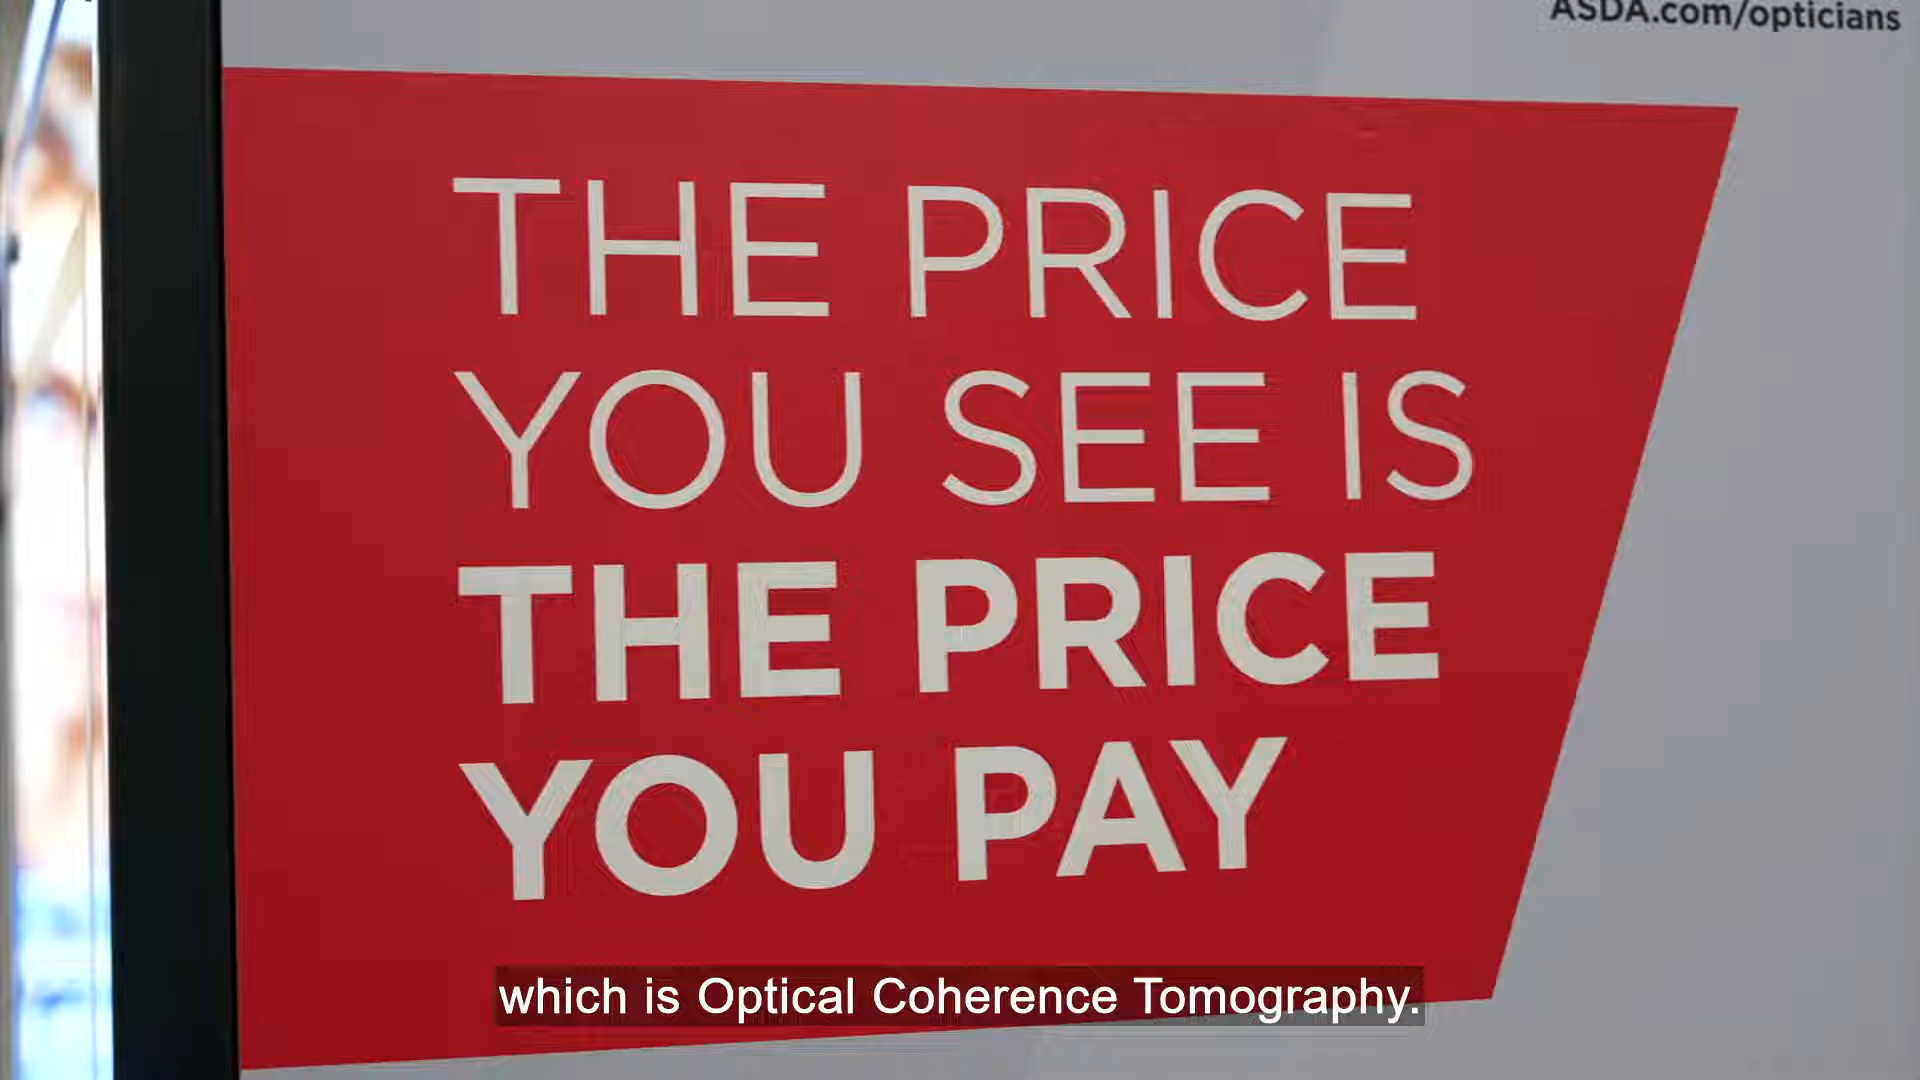 ASDA.com/opticians
THE PRICE
YOU SEE IS
THE PRICE
YOU PAY
which is Optical Coherence Tomography.